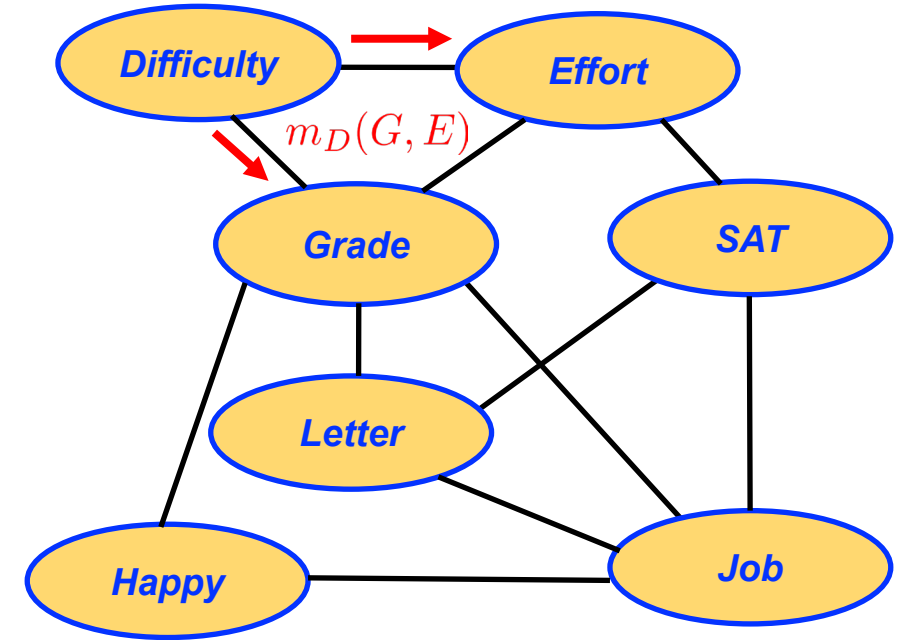 Difficulty
Effort
m_D(G, E)
Grade
SAT
Letter
Happy
Job